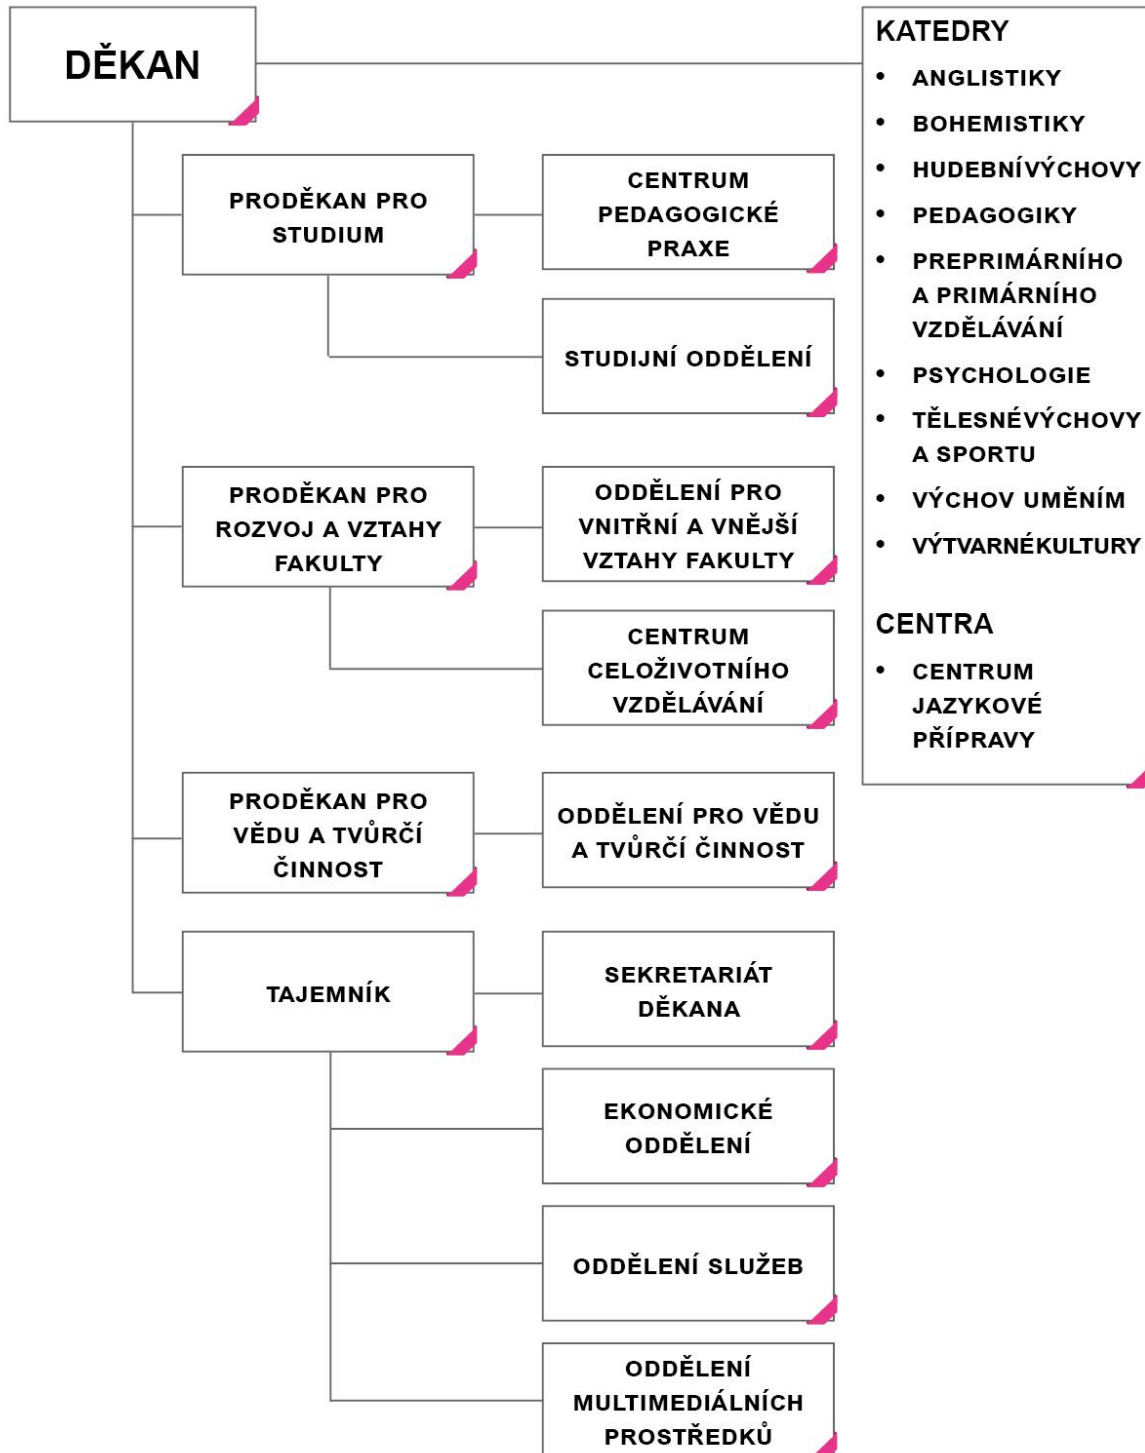 DĚKAN
PRODĚKAN PRO
STUDIUM
CENTRUM
PEDAGOGICKÉ
PRAXE
STUDIJNÍ ODDĚLENÍ
PRODĚKAN PRO
ROZVOJ A VZTAHY
FAKULTY
ODDĚLENÍ PRO
VNITŘNÍ A VNĚJŠÍ
VZTAHY FAKULTY
CENTRUM
CELOŽIVOTNÍHO
VZDĚLÁVÁNÍ
PRODĚKAN PRO
VĚDU A TVŮRČÍ
ČINNOST
ODDĚLENÍ PRO VĚDU
A TVŮRČÍ ČINNOST
TAJEMNÍK
SEKRETARIÁT
DĚKANA
EKONOMICKÉ
ODDĚLENÍ
ODDĚLENÍ SLUŽEB
ODDĚLENÍ
MULTIMEDIÁLNÍCH
PROSTŘEDKŮ
KATEDRY
• ANGLISTIKY
• BOHEMISTIKY
• HUDEBNÍVÝCHOVY
• PEDAGOGIKY
• PREPRIMÁRNÍHO
A PRIMÁRNÍHO
VZDĚLÁVÁNÍ
• PSYCHOLOGIE
• TĚLESNÉVÝCHOVY
A SPORTU
• VÝCHOV UMĚNÍM
• VÝTVARNÉKULTURY
CENTRA
• CENTRUM
JAZYKOVÉ
PŘÍPRAVY